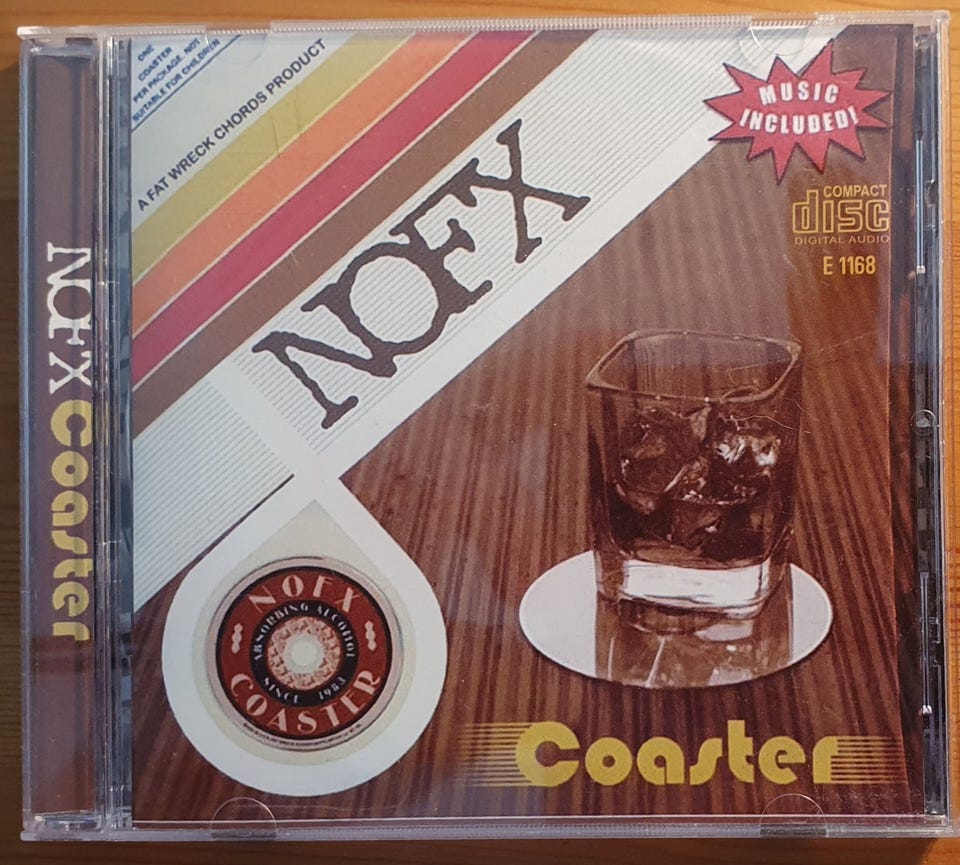 ONE
COASTER
PER PACKAGE. NOT
SUITABLE FOR CHILDREN
A FAT WRECK CHORDS PRODUCT
NOFX
MUSIC
INCLUDED!
COMPACT
disc
DIGITAL AUDIO
E 1168
NOFX Coaster
NOFX
ABSORBING ALCOHOL
SINCE 1983
COASTER
Coaster